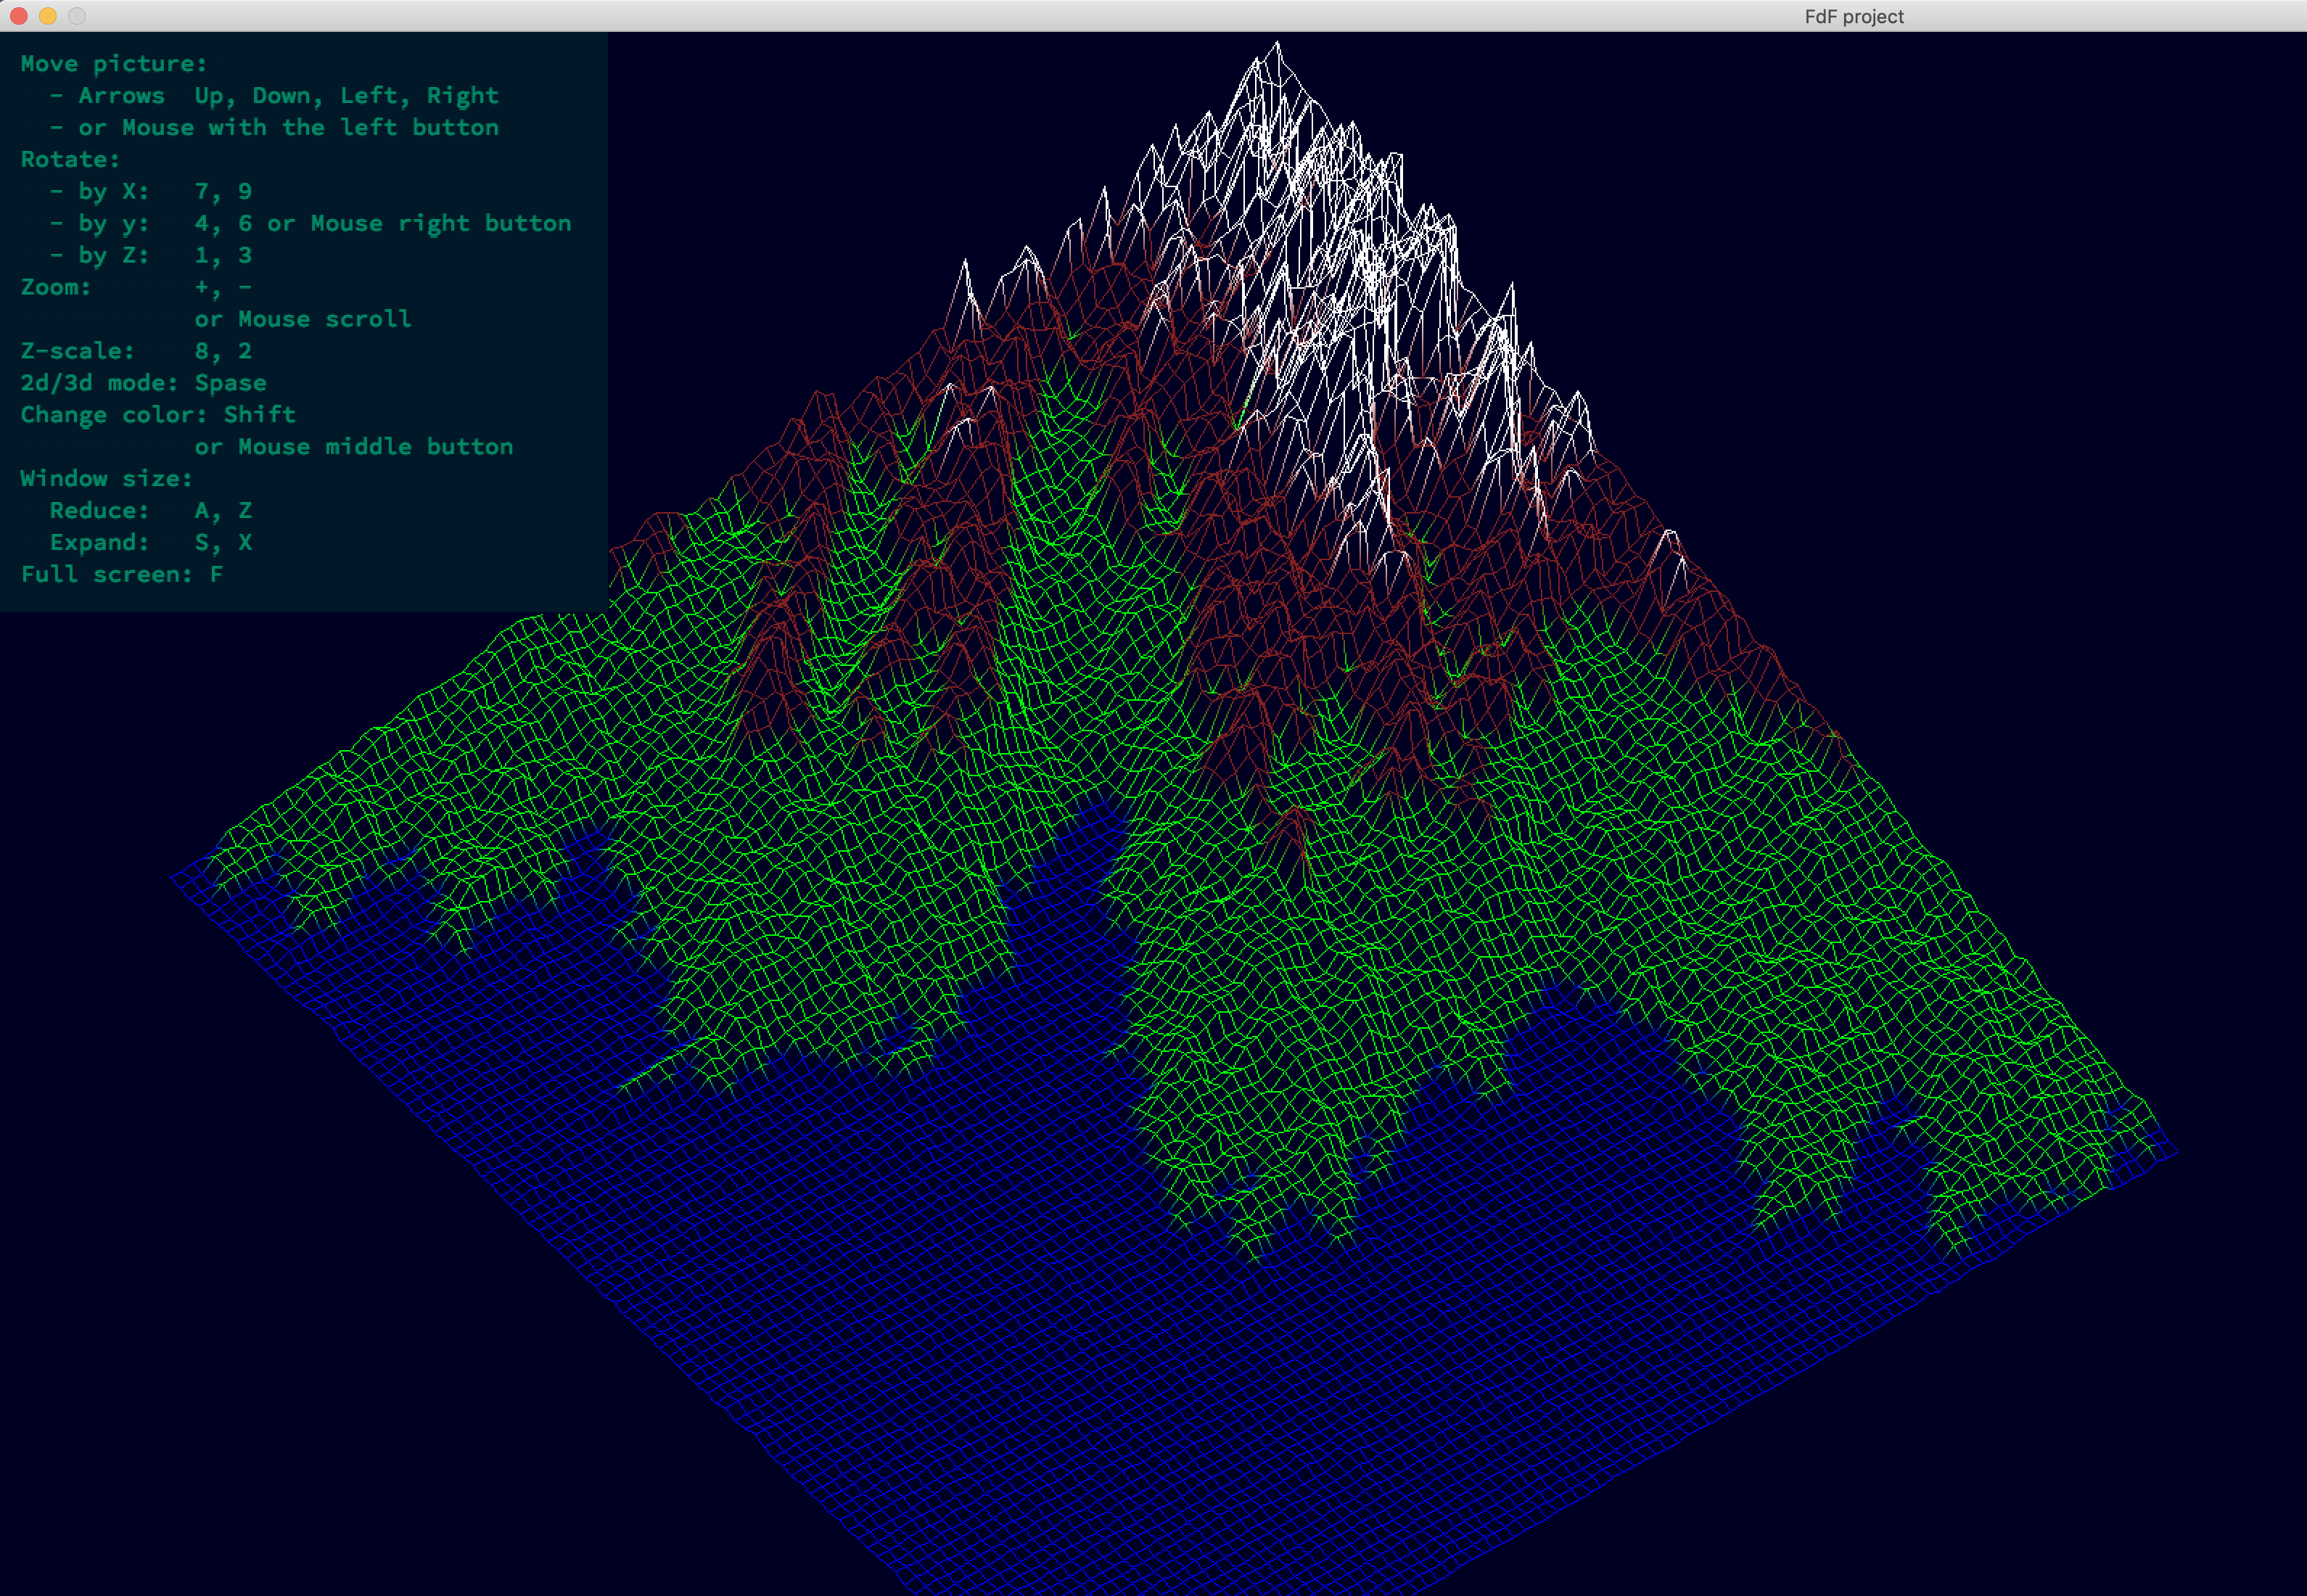 FdF project
Move picture:
- Arrows Up, Down, Left, Right
- or Mouse with the left button
Rotate:
- by X: 7, 9
- by y: 4, 6 or Mouse right button
- by Z: 1, 3
Zoom: +, -
or Mouse scroll
Z-scale: 8, 2
2d/3d mode: Spase
Change color: Shift
or Mouse middle button
Window size:
Reduce: A, Z
Expand: S, X
Full screen: F